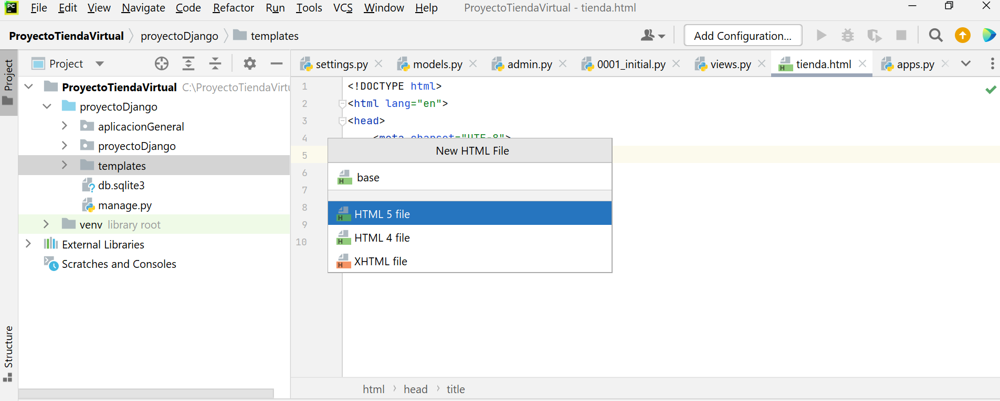 PC
File Edit View Navigate Code Refactor Run Tools VCS Window Help ProyectoTiendaVirtual - tienda.html
ProyectoTiendaVirtual proyectoDjango templates
Add Configuration...
Project
Structure
Project
ProyectoTiendaVirtual C:\ProyectoTiendaVirtu
proyectoDjango
aplicacionGeneral
proyectoDjango
templates
db.sqlite3
manage.py
venv library root
External Libraries
Scratches and Consoles
settings.py models.py admin.py 0001_initial.py views.py tienda.html apps.py
1 <!DOCTYPE html>
2 <html lang="en">
3 <head>
4 <meta charset="UTF-8">
5
6
7
8
9
10
New HTML File
base
HTML 5 file
HTML 4 file
XHTML file
html head title